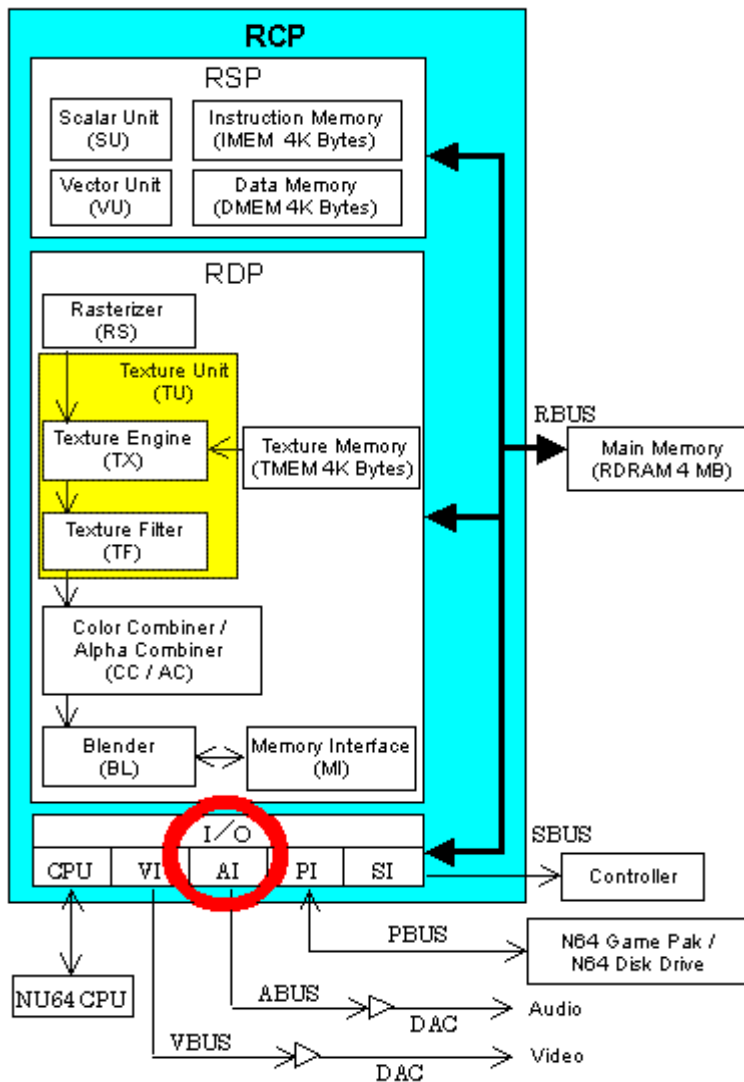 RCP
RSP
Scalar Unit
(SU)
Instruction Memory
(IMEM 4K Bytes)
Vector Unit
(VU)
Data Memory
(DMEM 4K Bytes)
RDP
Rasterizer
(RS)
Texture Unit
(TU)
Texture Engine
(TX)
Texture Memory
(TMEM 4K Bytes)
Texture Filter
(TF)
Color Combiner /
Alpha Combiner
(CC / AC)
Blender
(BL)
Memory Interface
(MI)
RBUS
Main Memory
(RDRAM 4 MB)
I/O
CPU VI AI PI SI
SBUS
Controller
PBUS
N64 Game Pak /
N64 Disk Drive
NU64 CPU
ABUS
DAC
Audio
VBUS
DAC
Video